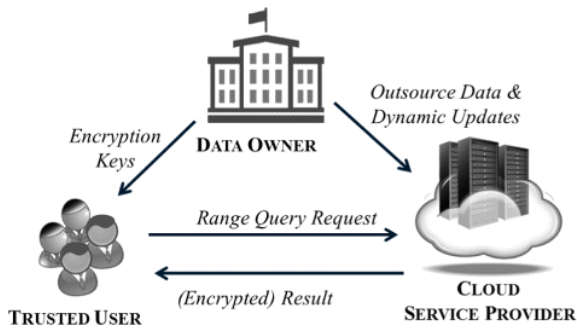 Outsource Data &
Dynamic Updates
Encryption
Keys
DATA OWNER
Range Query Request
(Encrypted) Result
TRUSTED USER
CLOUD
SERVICE PROVIDER